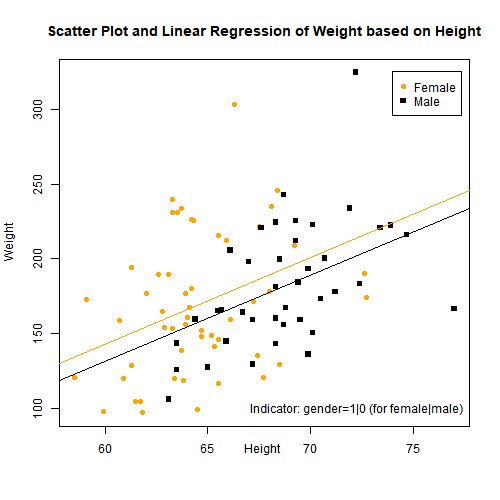 Scatter Plot and Linear Regression of Weight based on Height
Female
Male
Weight
100
150
200
250
300
Indicator: gender=1|0 (for female|male)
60
65
70
75
Height